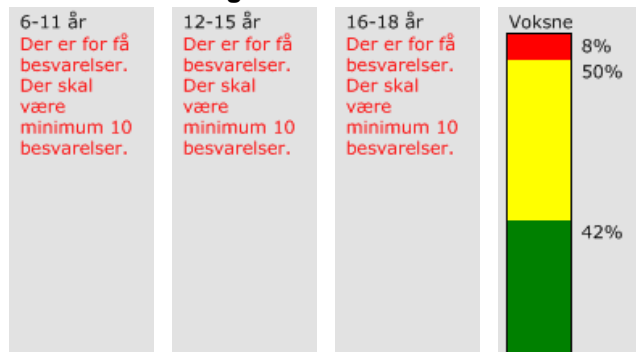 6-11 år
Der er for få
besvarelser.
Der skal
være
minimum 10
besvarelser.
12-15 år
Der er for få
besvarelser.
Der skal
være
minimum 10
besvarelser.
16-18 år
Der er for få
besvarelser.
Der skal
være
minimum 10
besvarelser.
Voksne
8%
50%
42%